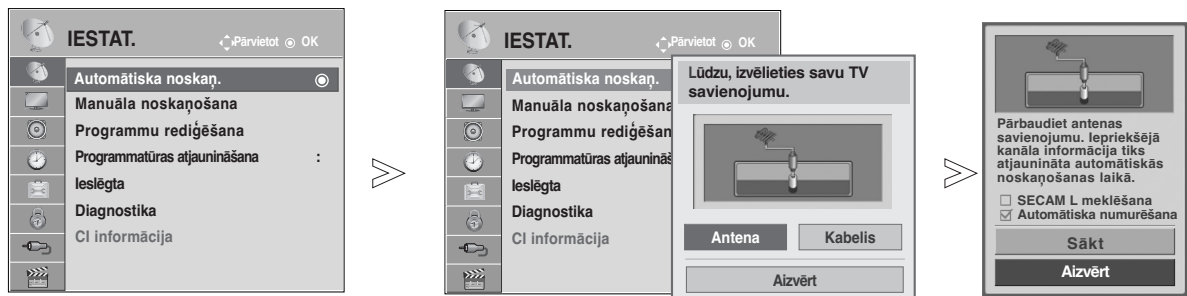 IESTAT.
Pārvietot OK
Automātiska noskaņ.
Manuāla noskaņošana
Programmu rediģēšana
Programmatūras atjaunināšana :
Ieslēgta
Diagnostika
CI informācija
IESTAT.
Pārvietot OK
Automātiska noskaņ.
Manuāla noskaņošana
Programmu rediģēšan
Programmatūras atjaunināš
Ieslēgta
Diagnostika
CI informācija
Lūdzu, izvēlieties savu TV
savienojumu.
Antena Kabelis
Aizvērt
Pārbaudiet antenas
savienojumu. Iepriekšējā
kanāla informācija tiks
atjaunināta automātiskās
noskaņošanas laikā.
☐ SECAM L meklēšana
☑ Automātiska numurēšana
Sākt
Aizvērt